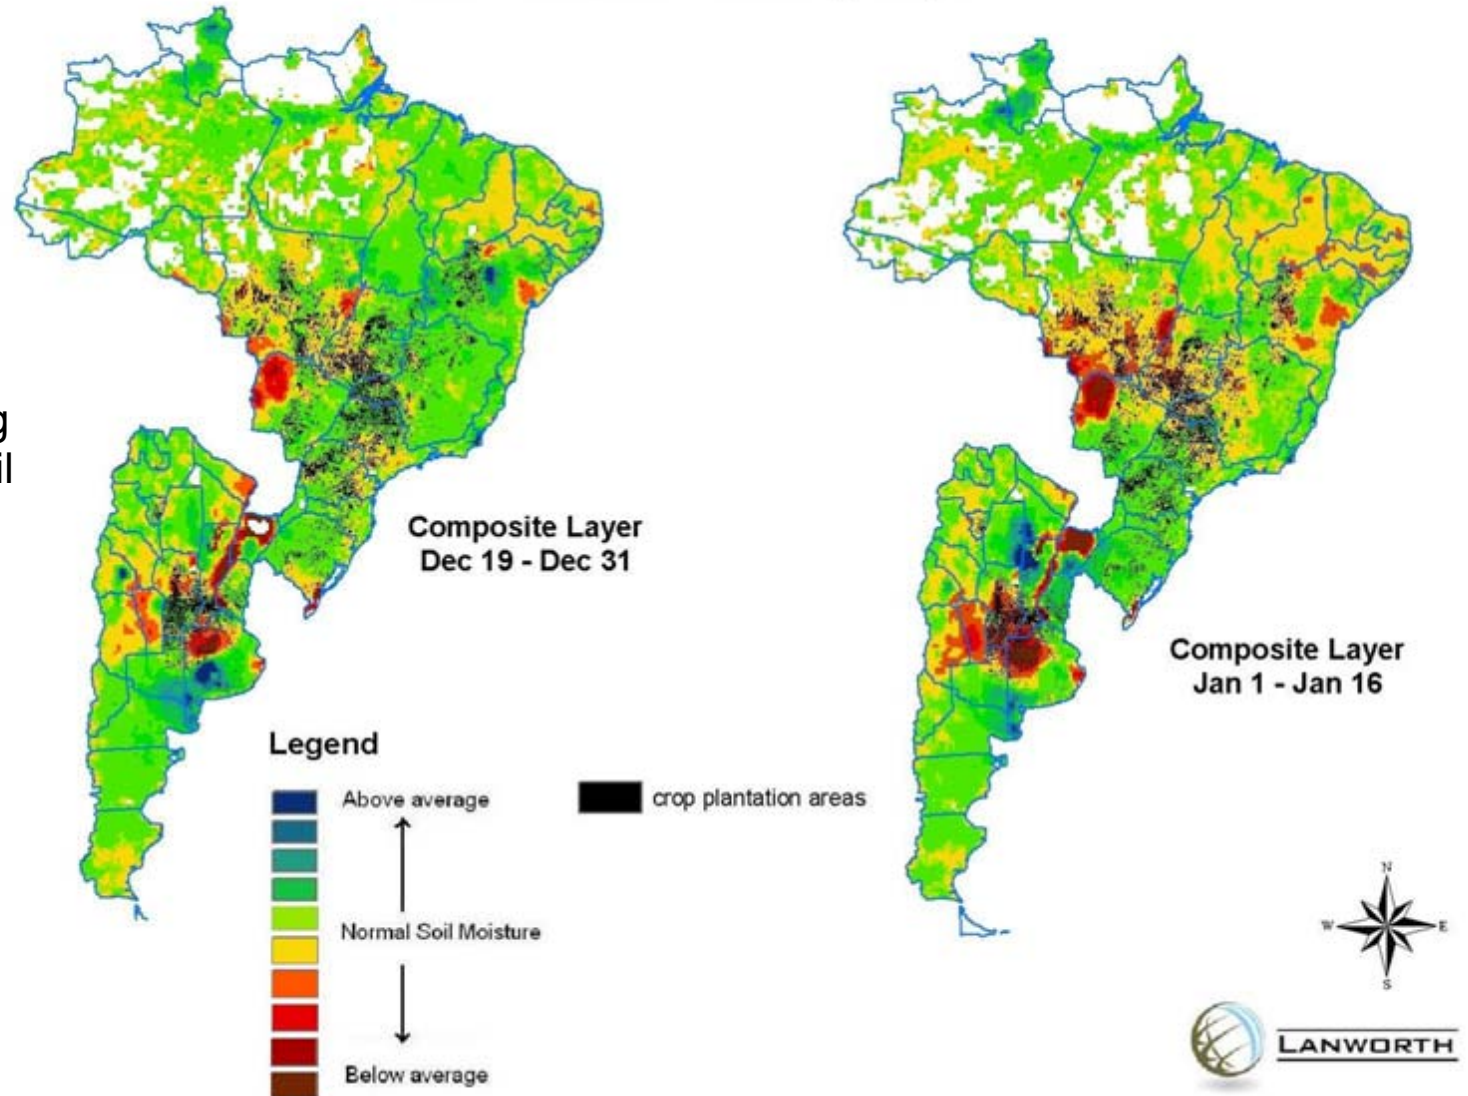 g
il
Composite Layer
Dec 19 - Dec 31
Composite Layer
Jan 1 - Jan 16
Legend
Above average
Normal Soil Moisture
Below average
crop plantation areas
N
W
E
S
LANWORTH